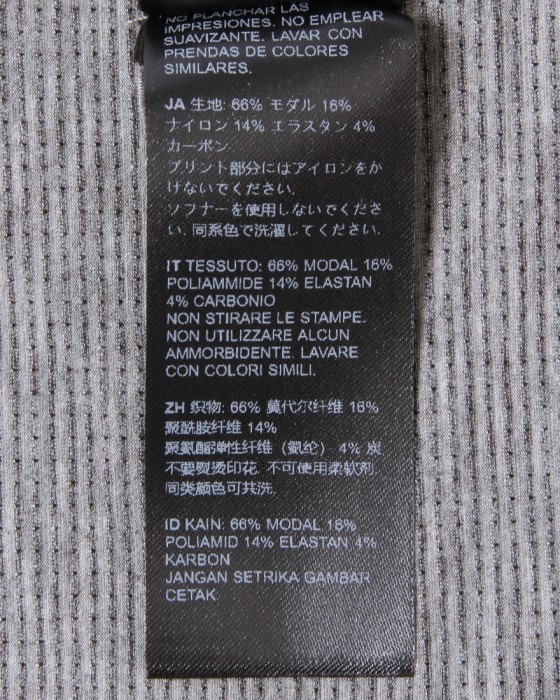 NO PLANCHAR LAS
IMPRESIONES. NO EMPLEAR
SUAVIZANTE. LAVAR CON
PRENDAS DE COLORES
SIMILARES.
JA 生地: 66% モダル 16%
ナイロン 14% エラスタン 4%
カーボン
プリント部分にはアイロンをか
けないでください.
ソフナーを使用しないでくださ
い. 同系色で洗濯してください.
IT TESSUTO: 66% MODAL 16%
POLIAMMIDE 14% ELASTAN
4% CARBONIO
NON STIRARE LE STAMPE.
NON UTILIZZARE ALCUN
AMMORBIDENTE. LAVARE
CON COLORI SIMILI.
ZH 织物: 66% 莫代尔纤维 16%
聚酰胺纤维 14%
聚氨酯弹性纤维（氨纶） 4% 炭
不要熨烫印花. 不可使用柔软剂.
同类颜色可共洗.
ID KAIN: 66% MODAL 16%
POLIAMID 14% ELASTAN 4%
KARBON
JANGAN SETRIKA GAMBAR
CETAK.